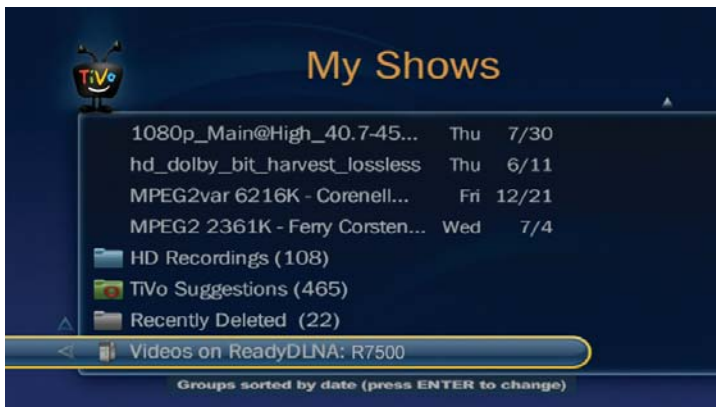 TiVo
My Shows
1080p_Main@High_40.7-45... Thu 7/30
hd_dolby_bit_harvest_lossless Thu 6/11
MPEG2var 6216K - Corenell... Fri 12/21
MPEG2 2361K - Ferry Corsten... Wed 7/4
HD Recordings (108)
TiVo Suggestions (465)
Recently Deleted (22)
Videos on ReadyDLNA: R7500
Groups sorted by date (press ENTER to change)